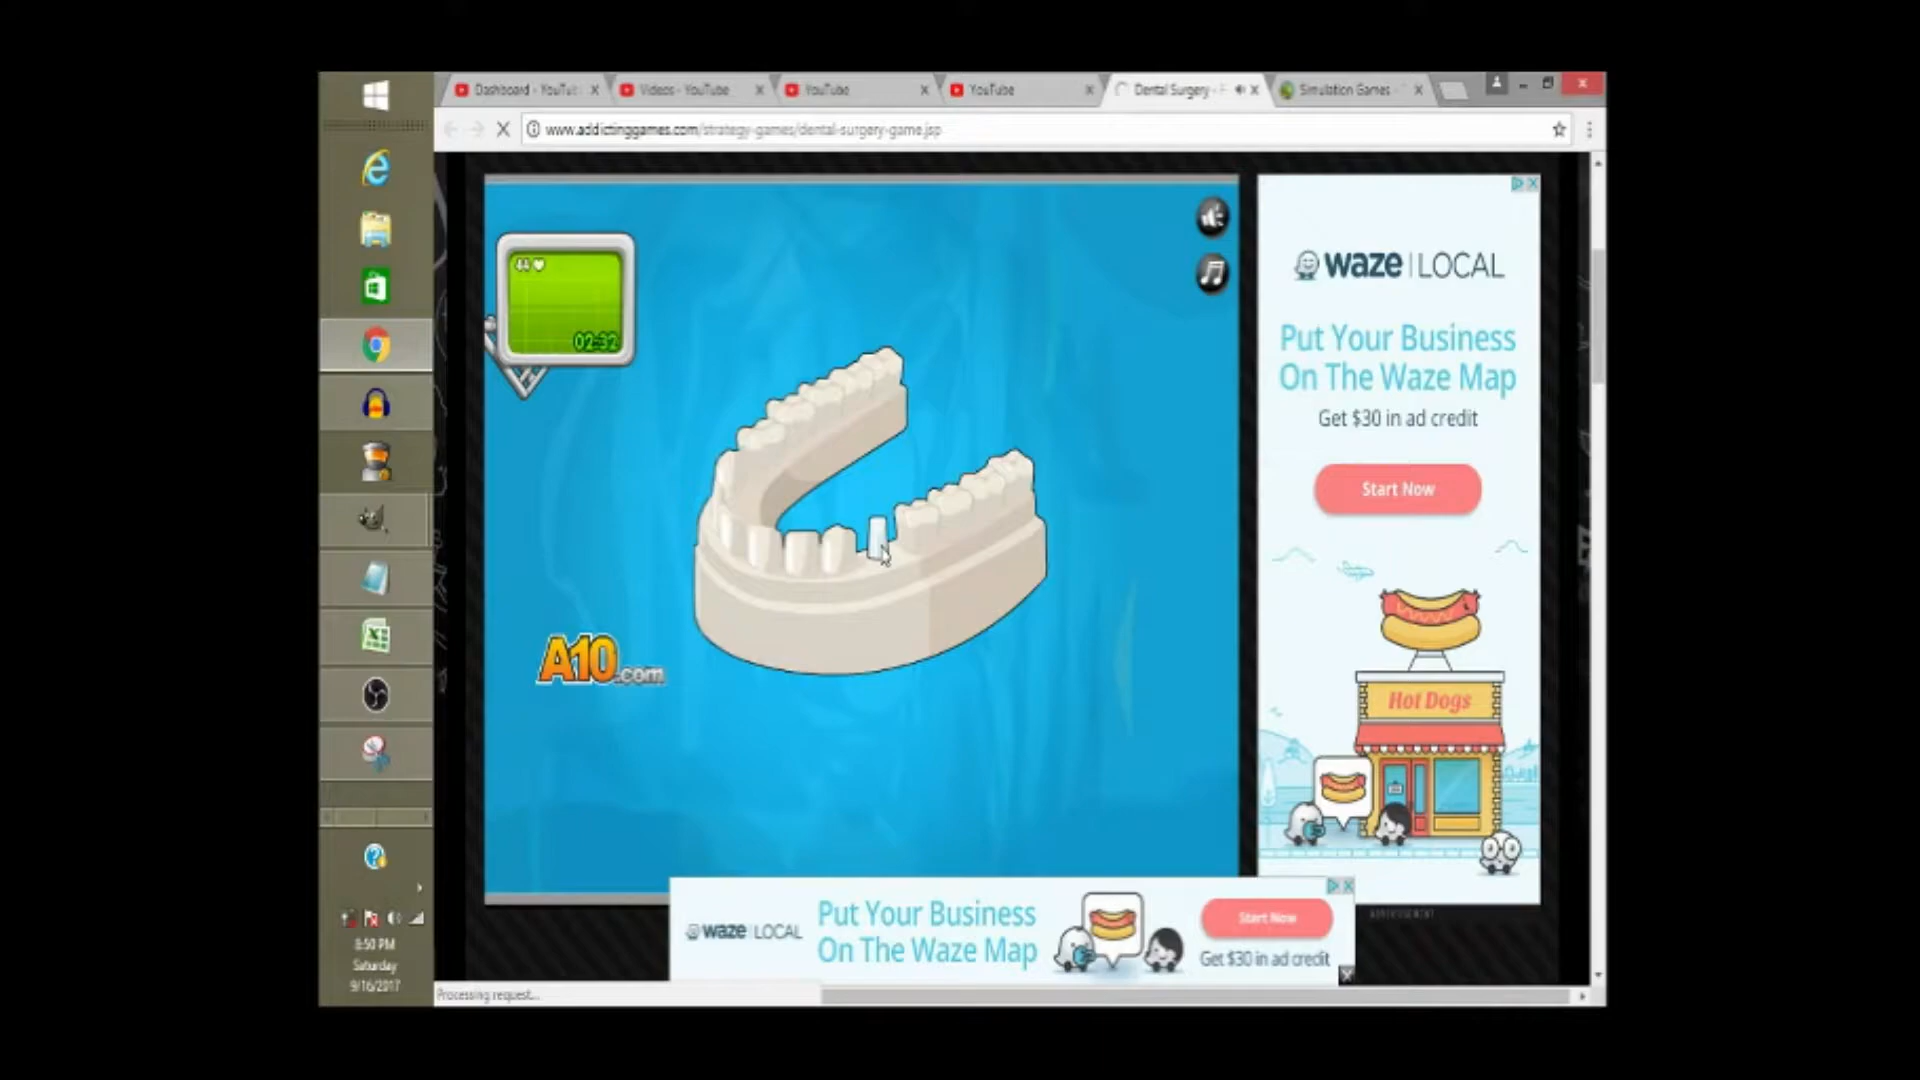 Dashboard - YouTub
Videos - YouTube
YouTube
YouTube
Dental Surgery - F
Simulation Games -
www.addictinggames.com/strategy-games/dental-surgery-game.jsp
44
02:32
A10.com
waze LOCAL
Put Your Business
On The Waze Map
Get $30 in ad credit
Start Now
Hot Dogs
waze LOCAL
Put Your Business
On The Waze Map
Start Now
Get $30 in ad credit
ADVERTISEMENT
8:50 PM
Saturday
9/16/2017
Processing request...